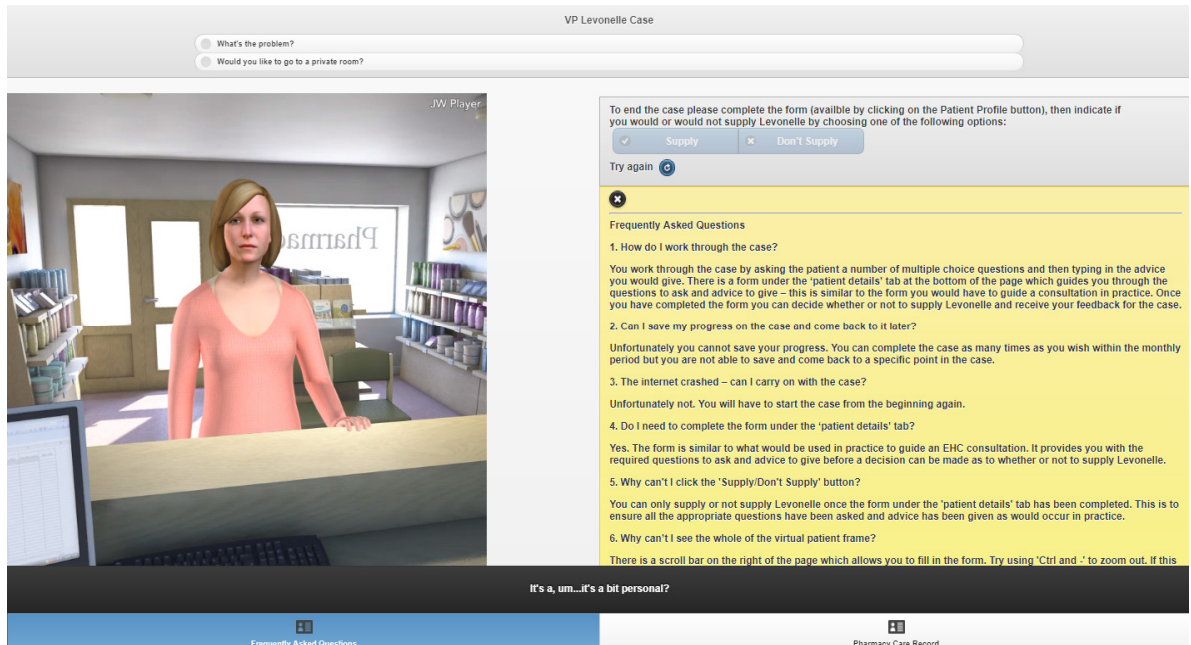 VP Levonelle Case
What's the problem?
Would you like to go to a private room?
JW Player
Pharmac
To end the case please complete the form (availble by clicking on the Patient Profile button), then indicate if
you would or would not supply Levonelle by choosing one of the following options:
Supply
Don't Supply
Try again
Frequently Asked Questions
1. How do I work through the case?
You work through the case by asking the patient a number of multiple choice questions and then typing in the advice
you would give. There is a form under the ‘patient details’ tab at the bottom of the page which guides you through the
questions to ask and advice to give – this is similar to the form you would have to guide a consultation in practice. Once
you have completed the form you can decide whether or not to supply Levonelle and receive your feedback for the case.
2. Can I save my progress on the case and come back to it later?
Unfortunately you cannot save your progress. You can complete the case as many times as you wish within the monthly
period but you are not able to save and come back to a specific point in the case.
3. The internet crashed – can I carry on with the case?
Unfortunately not. You will have to start the case from the beginning again.
4. Do I need to complete the form under the ‘patient details’ tab?
Yes. The form is similar to what would be used in practice to guide an EHC consultation. It provides you with the
required questions to ask and advice to give before a decision can be made as to whether or not to supply Levonelle.
5. Why can't I click the 'Supply/Don't Supply' button?
You can only supply or not supply Levonelle once the form under the 'patient details' tab has been completed. This is to
ensure all the appropriate questions have been asked and advice has been given as would occur in practice.
6. Why can’t I see the whole of the virtual patient frame?
There is a scroll bar on the right of the page which allows you to fill in the form. Try using 'Ctrl and -' to zoom out. If this
It's a, um...it's a bit personal?
Frequently Asked Questions
Pharmacy Care Record